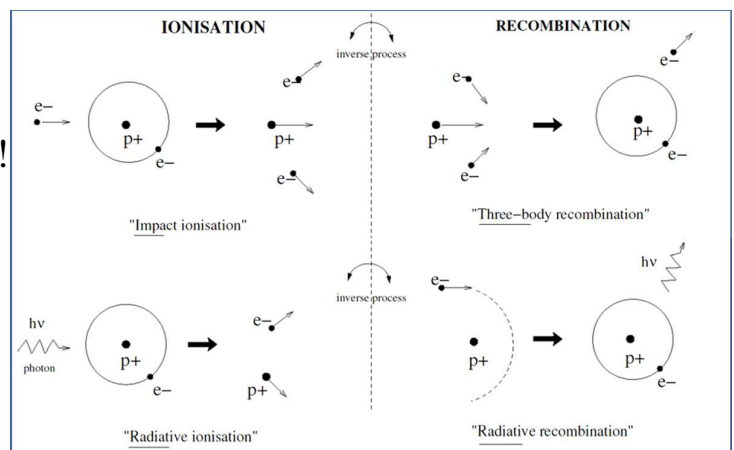 IONISATION
RECOMBINATION
inverse process
e−
p+
e−
e−
p+
e−
e−
p+
e−
e−
p+
e−
!
"Impact ionisation"
"Three−body recombination"
inverse process
hν
photon
p+
e−
e−
p+
e−
p+
hν
p+
e−
"Radiative ionisation"
"Radiative recombination"